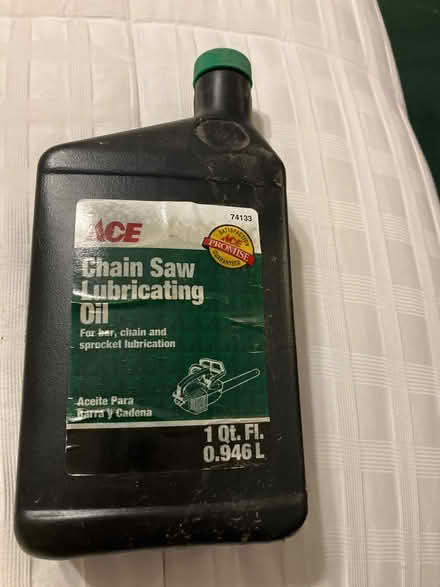 74133
ACE
SATISFACTION
ACE
PROMISE
GUARANTEED
Chain Saw
Lubricating
Oil
For bar, chain and
sprocket lubrication
Aceite Para
Barra y Cadena
1 Qt. Fl.
0.946 L